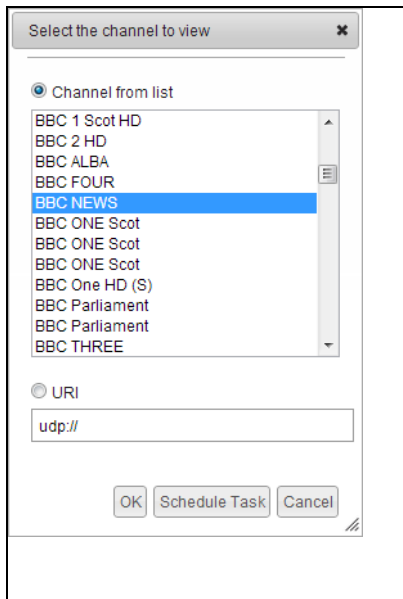 Select the channel to view
Channel from list
BBC 1 Scot HD
BBC 2 HD
BBC ALBA
BBC FOUR
BBC NEWS
BBC ONE Scot
BBC ONE Scot
BBC ONE Scot
BBC One HD (S)
BBC Parliament
BBC Parliament
BBC THREE
URI
udp://
OK Schedule Task Cancel